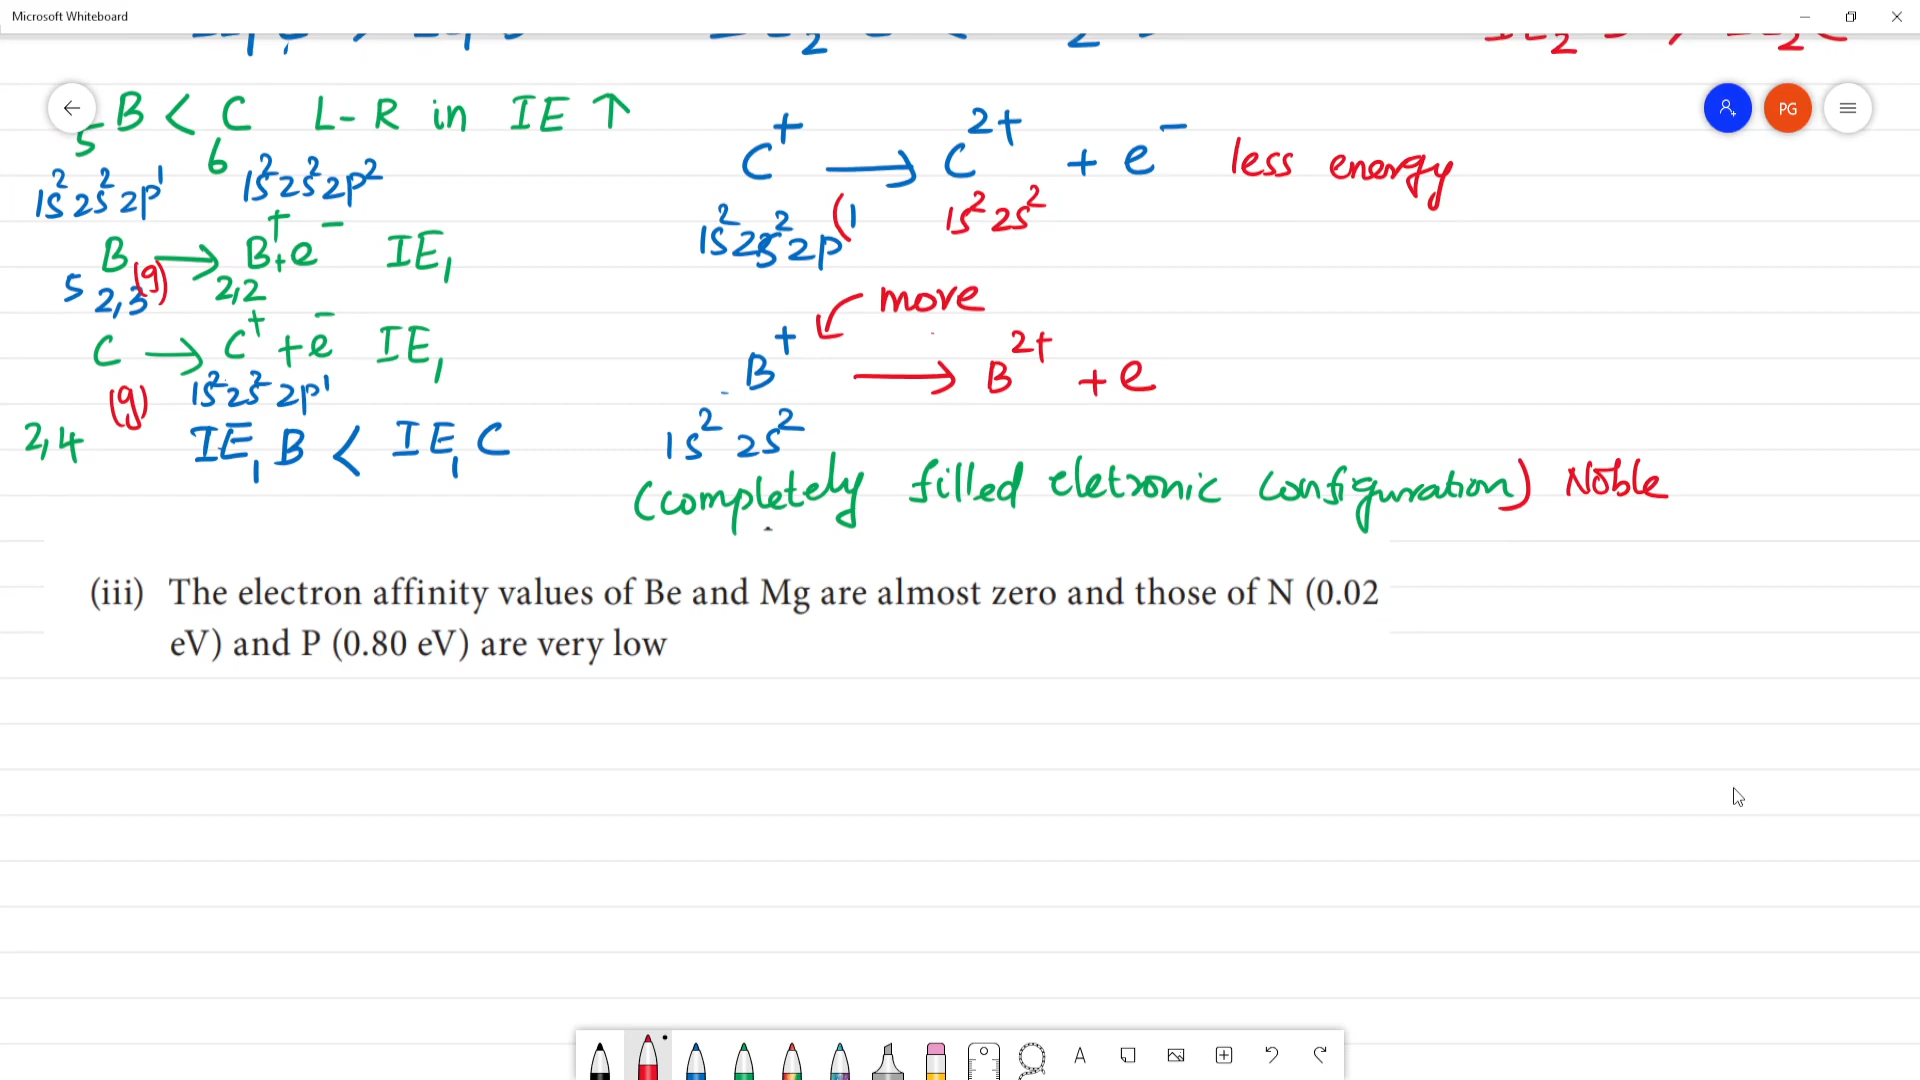 Microsoft Whiteboard
B < C L-R in IE ↑
5 6
1s² 2s² 2p¹ 1s² 2s² 2p²
B(g) → B⁺ + e⁻ IE₁
5 2,3 2,2
C → C⁺ + e⁻ IE₁
(g) 1s² 2s² 2p¹
2,4 IE₁ B < IE₁ C
C⁺ → C²⁺ + e⁻ less energy
1s² 2s² 2p¹ 1s² 2s²
more
B⁺ → B²⁺ + e
1s² 2s²
(completely filled eletronic configuration) Noble
(iii) The electron affinity values of Be and Mg are almost zero and those of N (0.02
eV) and P (0.80 eV) are very low
PG
A